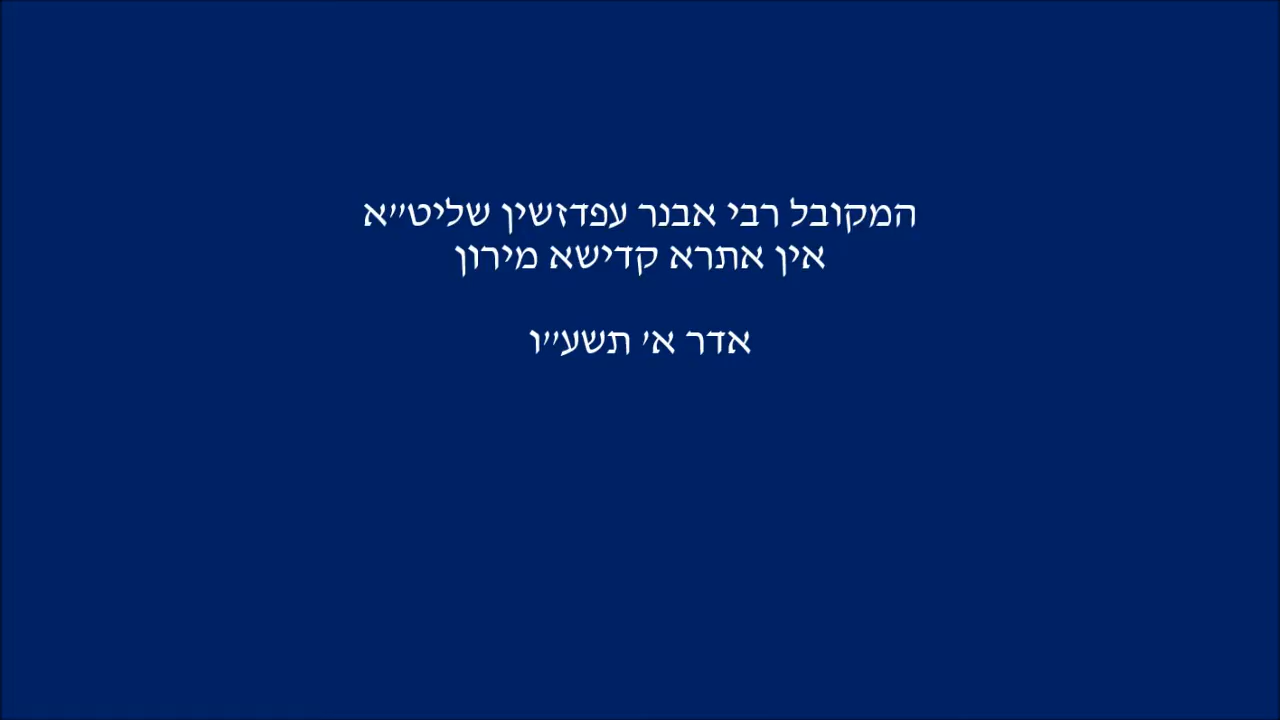 המקובל רבי אבנר עפדזשין שליט״א
אין אתרא קדישא מירון
אדר א׳ תשע״ו